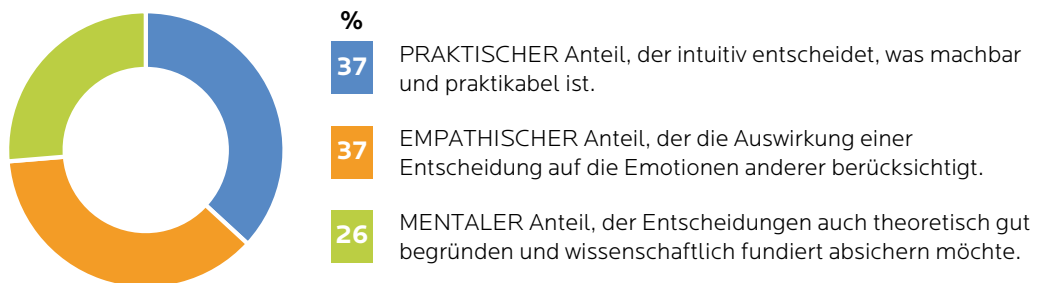 %
37
PRAKTISCHER Anteil, der intuitiv entscheidet, was machbar
und praktikabel ist.
37
EMPATHISCHER Anteil, der die Auswirkung einer
Entscheidung auf die Emotionen anderer berücksichtigt.
26
MENTALER Anteil, der Entscheidungen auch theoretisch gut
begründen und wissenschaftlich fundiert absichern möchte.